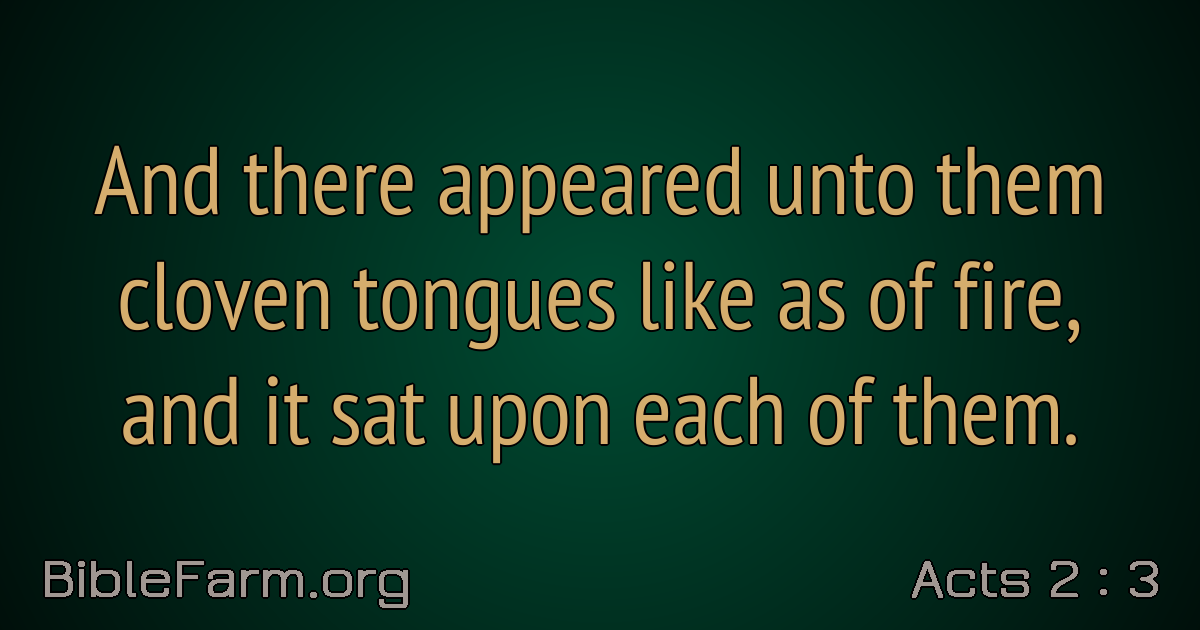 And there appeared unto them
cloven tongues like as of fire,
and it sat upon each of them.
BibleFarm.org
Acts 2 : 3